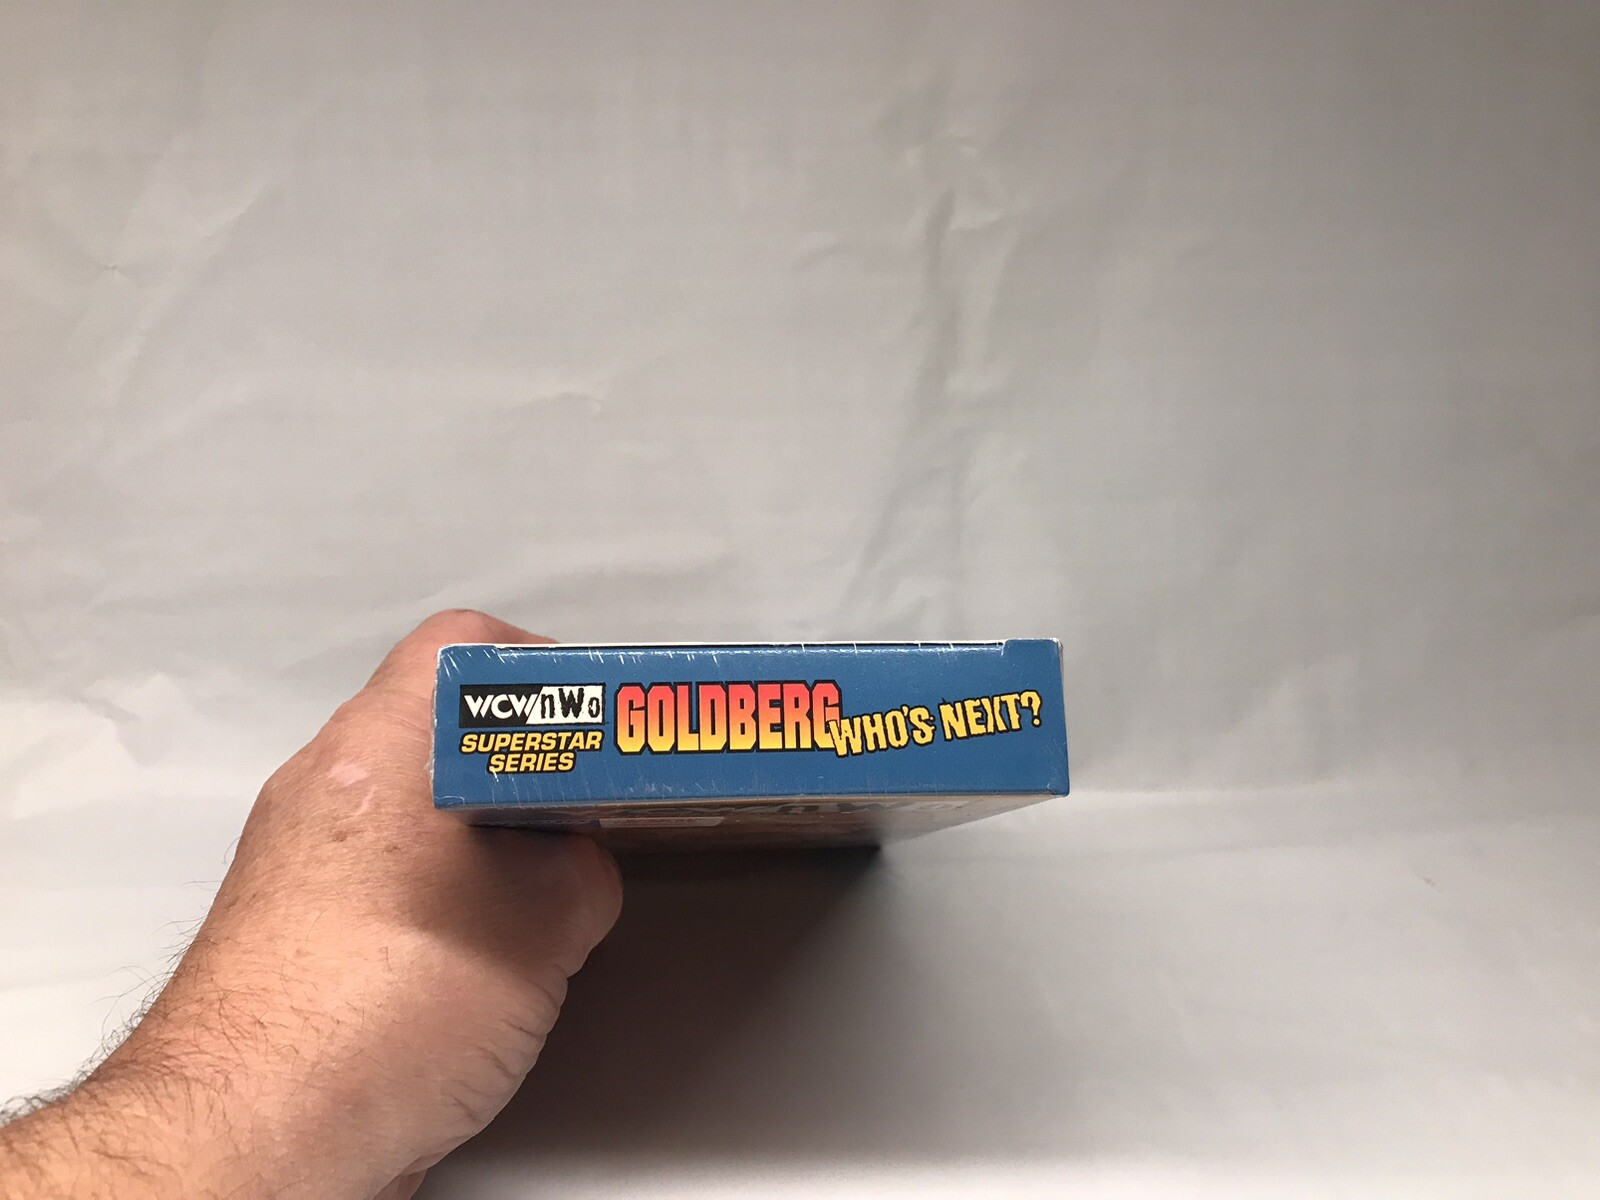 WCW/nWo
SUPERSTAR
SERIES
GOLDBERG
WHO'S NEXT?